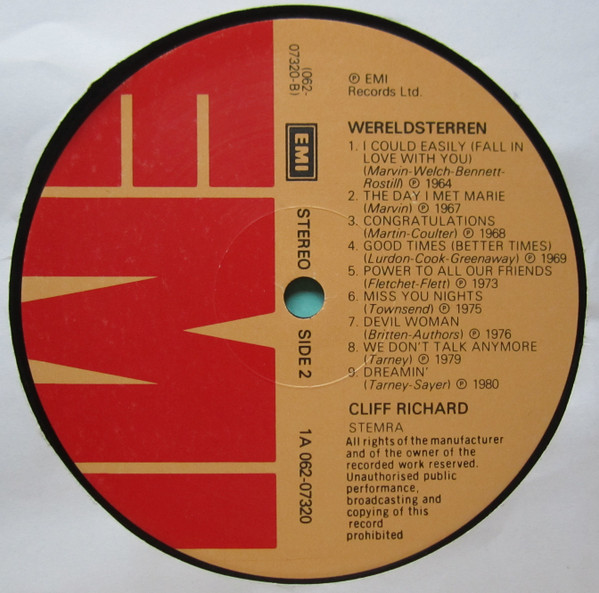 EMI
(062-
07320-B)
EMI
STEREO SIDE 2 1A 062-07320
℗ EMI
Records Ltd.
WERELDSTERREN
1. I COULD EASILY (FALL IN
LOVE WITH YOU)
(Marvin-Welch-Bennett-
Rostill) ℗ 1964
2. THE DAY I MET MARIE
(Marvin) ℗ 1967
3. CONGRATULATIONS
(Martin-Coulter) ℗ 1968
4. GOOD TIMES (BETTER TIMES)
(Lurdon-Cook-Greenaway) ℗ 1969
5. POWER TO ALL OUR FRIENDS
(Fletchet-Flett) ℗ 1973
6. MISS YOU NIGHTS
(Townsend) ℗ 1975
7. DEVIL WOMAN
(Britten-Authors) ℗ 1976
8. WE DON'T TALK ANYMORE
(Tarney) ℗ 1979
9. DREAMIN'
(Tarney-Sayer) ℗ 1980
CLIFF RICHARD
STEMRA
All rights of the manufacturer
and of the owner of the
recorded work reserved.
Unauthorised public
performance,
broadcasting and
copying of this
record
prohibited